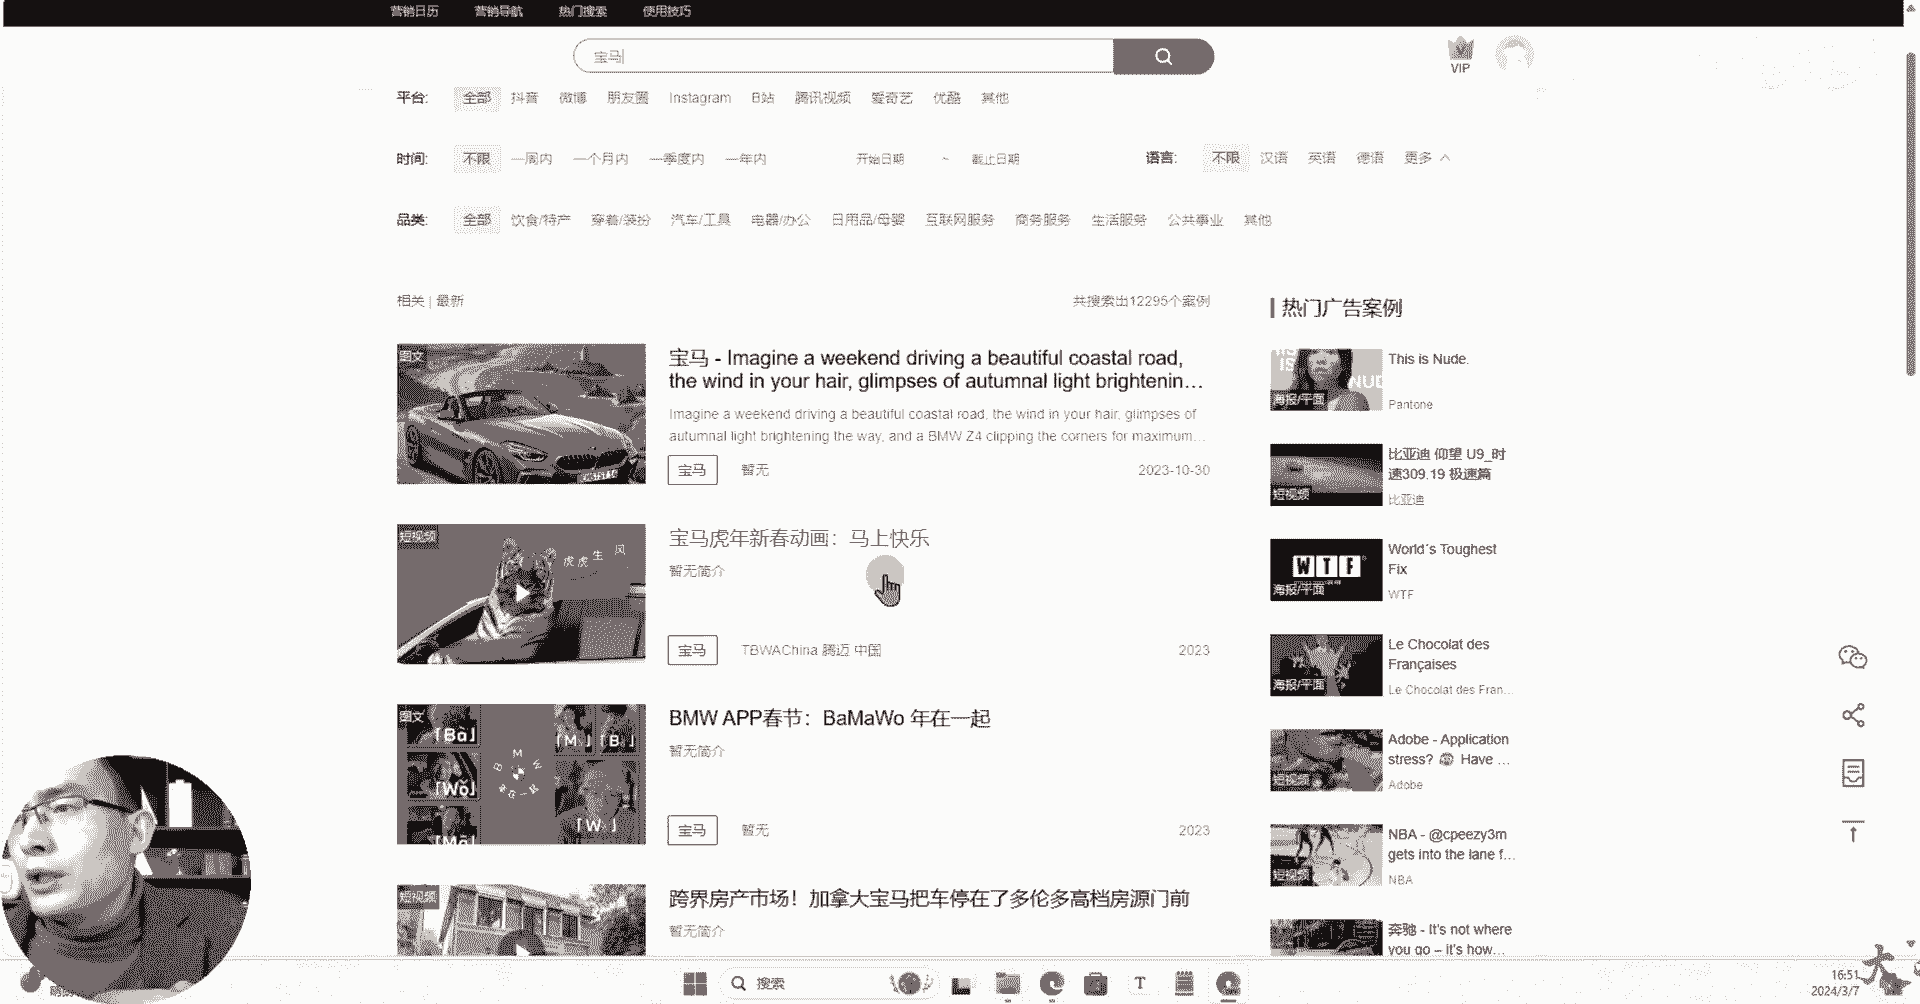 营销日历 营销导航 热门搜索 使用技巧
宝马
VIP
平台: 全部 抖音 微博 朋友圈 Instagram B站 腾讯视频 爱奇艺 优酷 其他
时间: 不限 一周内 一个月内 一季度内 一年内 开始日期 ~ 截止日期 语言: 不限 汉语 英语 德语 更多
品类: 全部 饮食/特产 穿着/装扮 汽车/工具 电器/办公 日用品/母婴 互联网服务 商务服务 生活服务 公共事业 其他
相关 | 最新
共搜索出12295个案例
图文
宝马 - Imagine a weekend driving a beautiful coastal road,
the wind in your hair, glimpses of autumnal light brightenin…
Imagine a weekend driving a beautiful coastal road, the wind in your hair, glimpses of
autumnal light brightening the way, and a BMW Z4 clipping the corners for maximum…
宝马 暂无 2023-10-30
短视频
虎虎生风
宝马虎年新春动画：马上快乐
暂无简介
宝马 TBWAChina 腾迈 中国 2023
图文
「Ba」
「M」「B」
BMW
「Wo」
「W」
BMW APP春节：BaMaWo 年在一起
暂无简介
宝马 暂无 2023
短视频
跨界房产市场！加拿大宝马把车停在了多伦多高档房源门前
暂无简介
热门广告案例
海报/平面
This is Nude.
Pantone
短视频
比亚迪 仰望 U9_时
速309.19 极速篇
比亚迪
WTF
海报/平面
World´s Toughest
Fix
WTF
海报/平面
Le Chocolat des
Françaises
Le Chocolat des Fran…
短视频
Adobe - Application
stress? Have …
Adobe
短视频
NBA - @cpeezy3m
gets into the lane f…
NBA
奔驰 - It's not where
you go – it's how…
搜索
16:51
2024/3/7
大